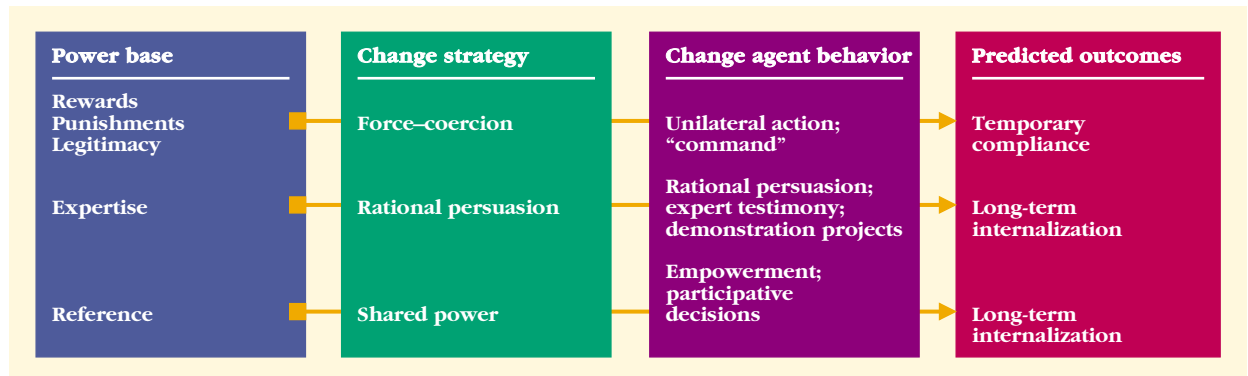 Power base
Rewards
Punishments
Legitimacy
Expertise
Reference
Change strategy
Force–coercion
Rational persuasion
Shared power
Change agent behavior
Unilateral action;
“command”
Rational persuasion;
expert testimony;
demonstration projects
Empowerment;
participative
decisions
Predicted outcomes
Temporary
compliance
Long-term
internalization
Long-term
internalization